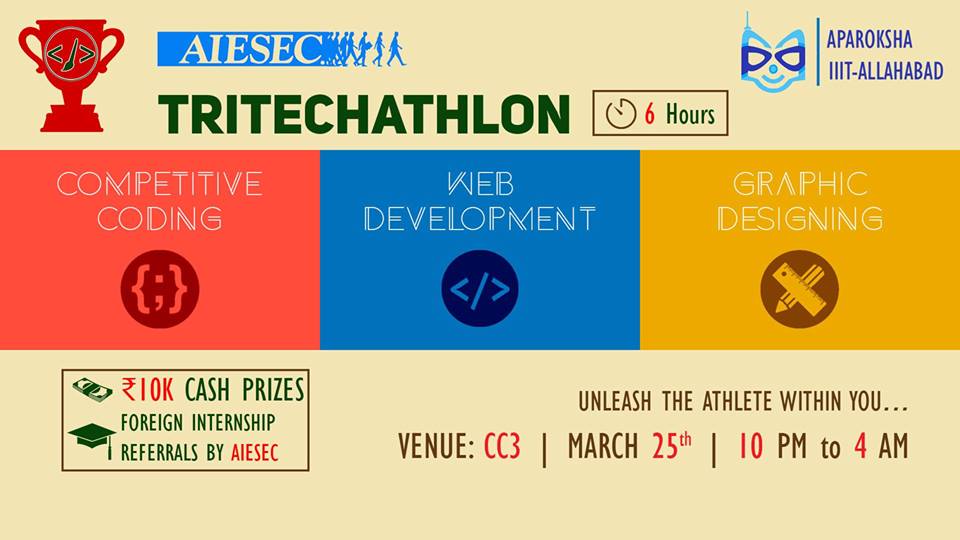 </>
AIESEC
APAROKSHA
IIIT-ALLAHABAD
TRITECHATHLON
6 Hours
COMPETITIVE
CODING
{;}
WEB
DEVELOPMENT
</>
GRAPHIC
DESIGNING
₹10K CASH PRIZES
FOREIGN INTERNSHIP
REFERRALS BY AIESEC
UNLEASH THE ATHLETE WITHIN YOU...
VENUE: CC3 | MARCH 25th | 10 PM to 4 AM